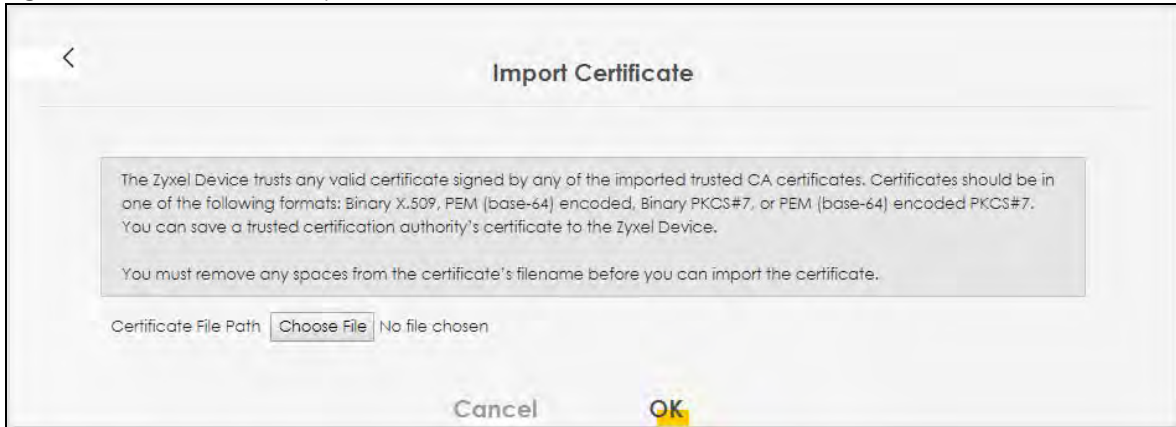 Import Certificate
The Zyxel Device trusts any valid certificate signed by any of the imported trusted CA certificates. Certificates should be in
one of the following formats: Binary X.509, PEM (base-64) encoded, Binary PKCS#7, or PEM (base-64) encoded PKCS#7.
You can save a trusted certification authority's certificate to the Zyxel Device.
You must remove any spaces from the certificate's filename before you can import the certificate.
Certificate File Path Choose File No file chosen
Cancel OK